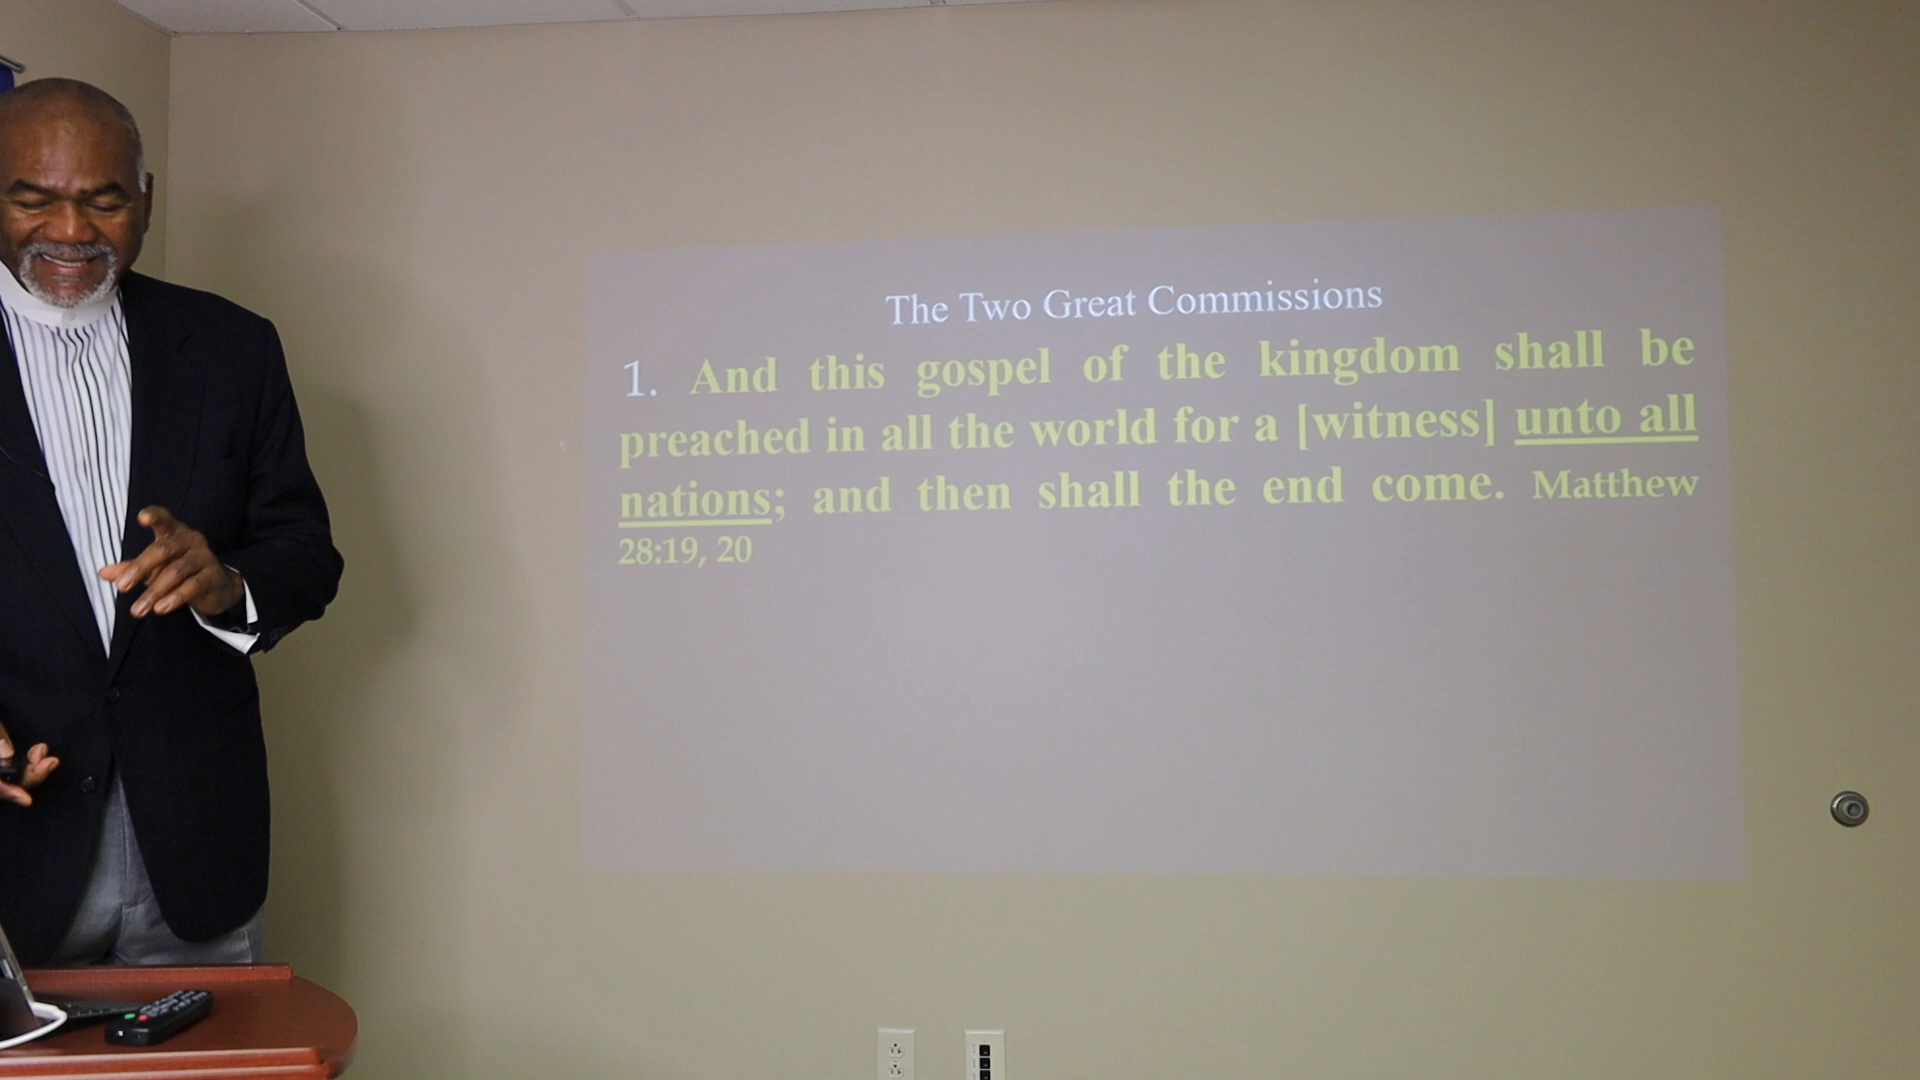 The Two Great Commissions
1. And this gospel of the kingdom shall be
preached in all the world for a [witness] unto all
nations; and then shall the end come. Matthew
28:19, 20